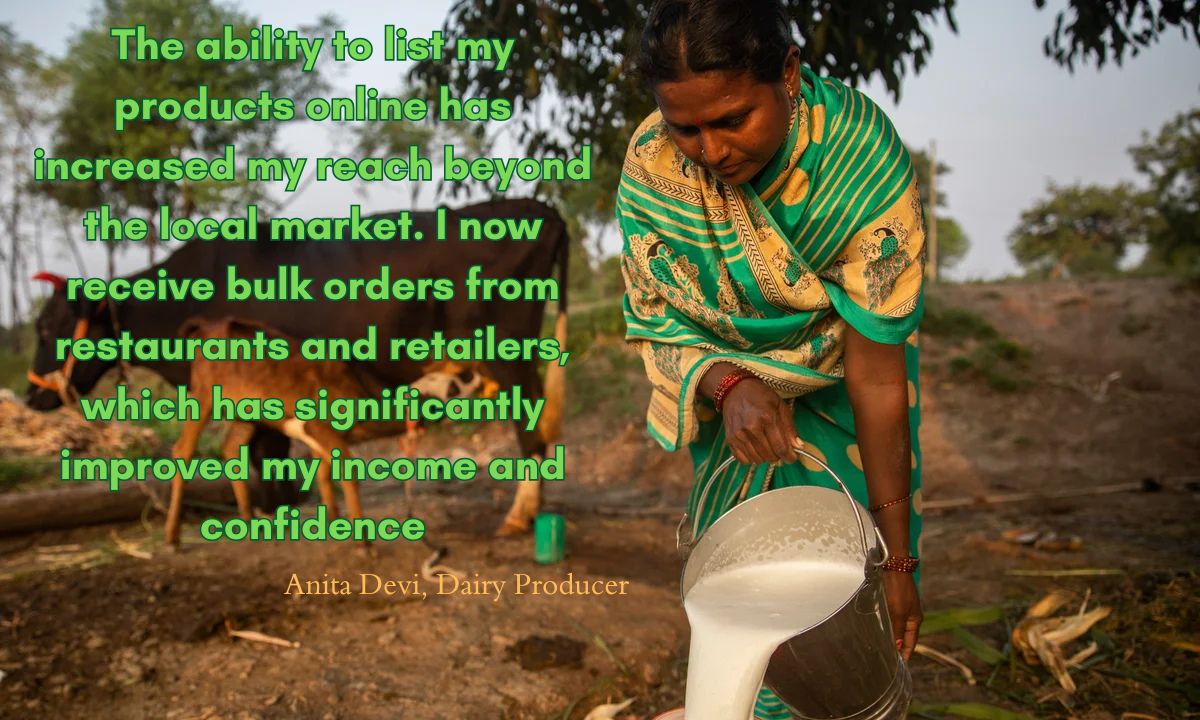 The ability to list my
products online has
increased my reach beyond
the local market. I now
receive bulk orders from
restaurants and retailers,
which has significantly
improved my income and
confidence
Anita Devi, Dairy Producer